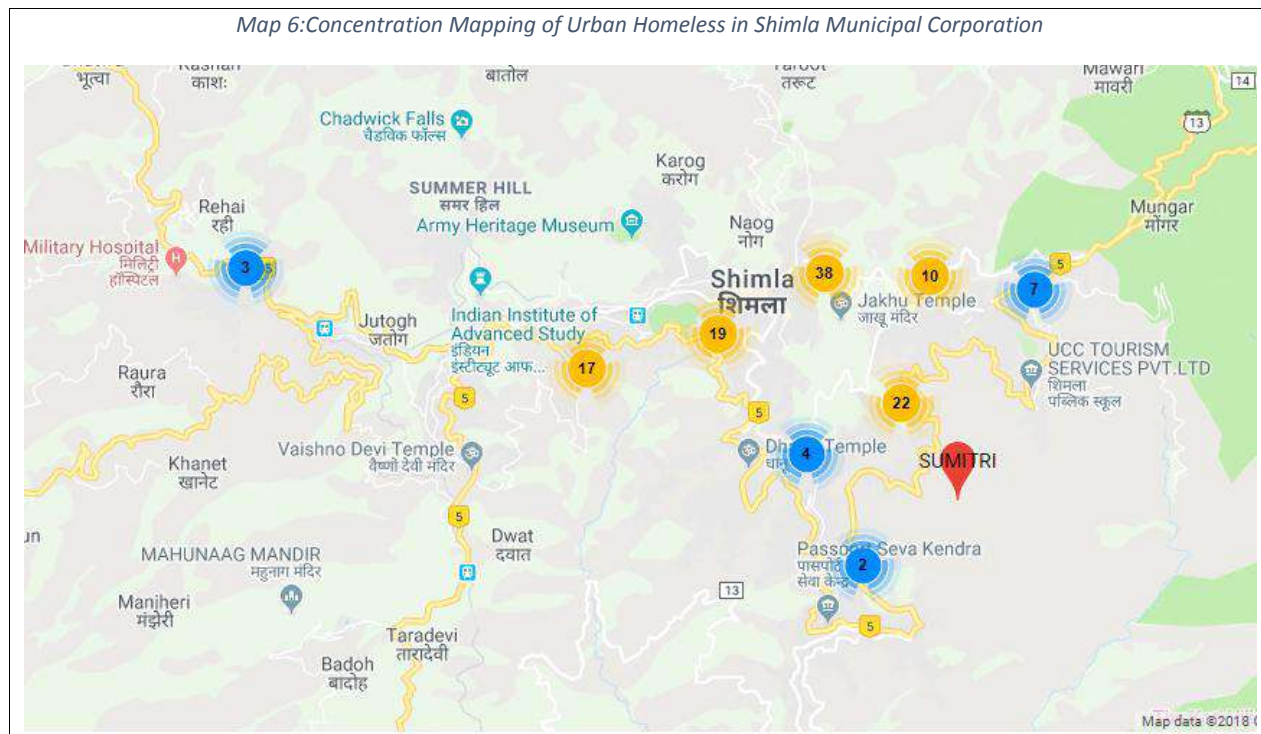 Map 6:Concentration Mapping of Urban Homeless in Shimla Municipal Corporation
भूत्वा
काशः
बातोल
तरूट
Mawari
मावरी
14
13
Chadwick Falls
चैडविक फॉल्स
Karog
करोग
SUMMER HILL
समर हिल
Army Heritage Museum
Rehai
रही
Naog
नोग
Mungar
मोंगर
Military Hospital
मिलिट्री
हॉस्पिटल
3
5
38
10
7
5
Shimla
शिमला
Jakhu Temple
जाखू मंदिर
Jutogh
जतोग
Indian Institute of
Advanced Study
इंडियन
इंस्टीट्यूट आफ...
19
17
UCC TOURISM
SERVICES PVT.LTD
शिमला
पब्लिक स्कूल
Raura
रौरा
5
5
22
Vaishno Devi Temple
वैष्णो देवी मंदिर
4
Temple
SUMITRI
Khanet
खानेट
5
Dwat
दवात
MAHUNAAG MANDIR
महुनाग मंदिर
Passport Seva Kendra
सेवा केन्द्र
2
13
5
Manjheri
मंझेरी
Taradevi
तारादेवी
Badoh
बादोह
Map data ©2018